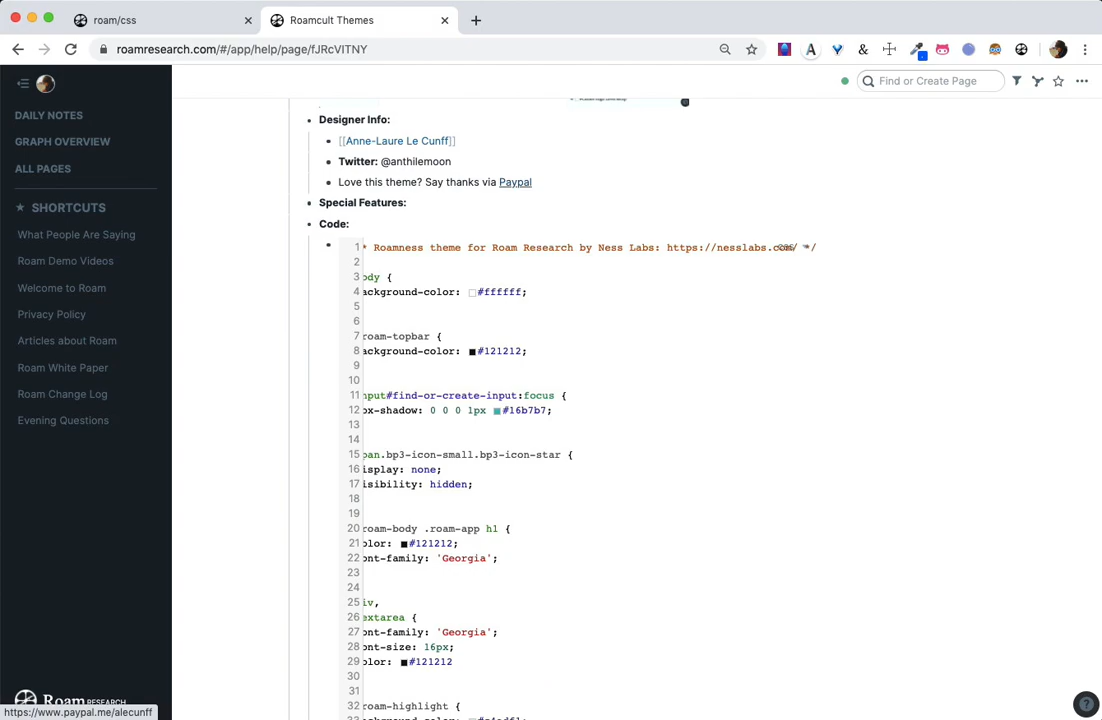 roam/css
Roamcult Themes
roamresearch.com/#/app/help/page/fJRcVITNY
Find or Create Page
DAILY NOTES
GRAPH OVERVIEW
ALL PAGES
★ SHORTCUTS
What People Are Saying
Roam Demo Videos
Welcome to Roam
Privacy Policy
Articles about Roam
Roam White Paper
Roam Change Log
Evening Questions
Roam RESEARCH
https://www.paypal.me/alecunff
Designer Info:
[[Anne-Laure Le Cunff]]
Twitter: @anthilemoon
Love this theme? Say thanks via Paypal
Special Features:
Code:
1 * Roamness theme for Roam Research by Ness Labs: https://nesslabs.com/ */
2
3 ody {
4 ackground-color: #ffffff;
5
6
7 roam-topbar {
8 ackground-color: #121212;
9
10
11 nput#find-or-create-input:focus {
12 ox-shadow: 0 0 0 1px #16b7b7;
13
14
15 pan.bp3-icon-small.bp3-icon-star {
16 isplay: none;
17 isibility: hidden;
18
19
20 roam-body .roam-app h1 {
21 olor: #121212;
22 ont-family: 'Georgia';
23
24
25 iv,
26 extarea {
27 ont-family: 'Georgia';
28 ont-size: 16px;
29 olor: #121212
30
31
32 roam-highlight {